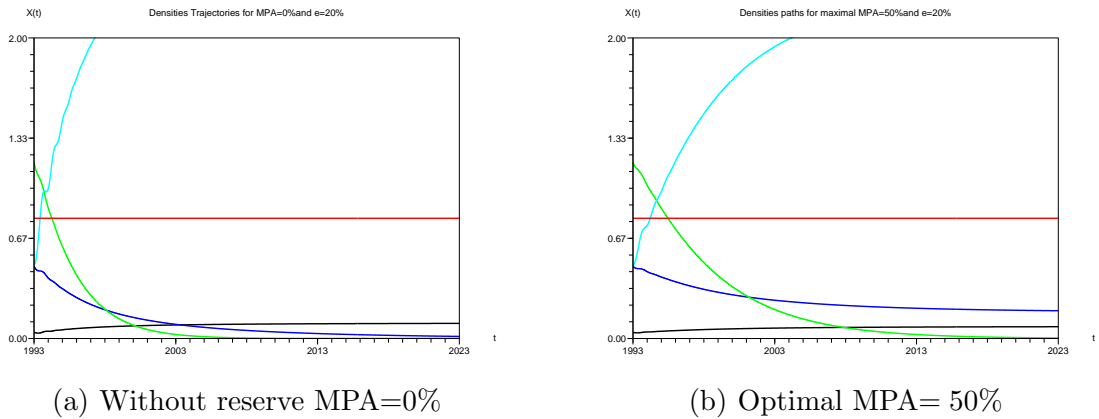 X(t) Densities Trajectories for MPA=0%and e=20%
2.00
1.33
0.67
0.00
1993 2003 2013 2023 t
(a) Without reserve MPA=0%
X(t) Densities paths for maximal MPA=50%and e=20%
2.00
1.33
0.67
0.00
1993 2003 2013 2023 t
(b) Optimal MPA= 50%